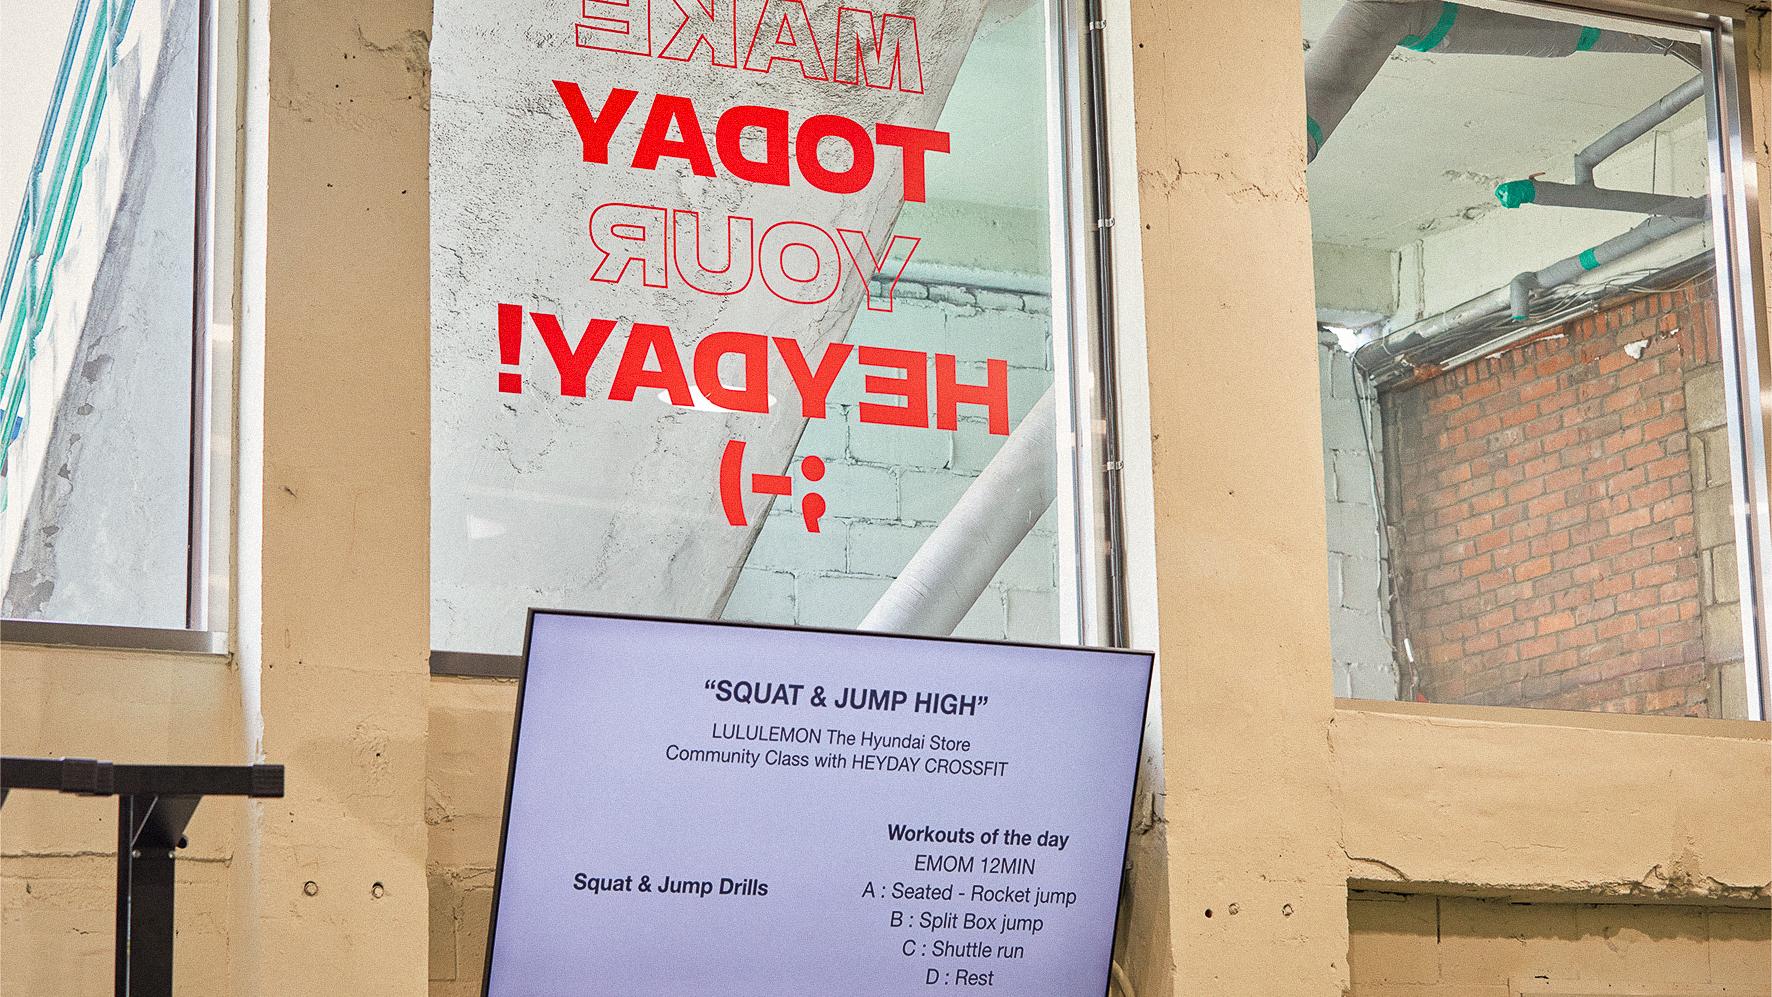 MAKE
TODAY
YOUR
HEYDAY!
;-)
“SQUAT & JUMP HIGH”
LULULEMON The Hyundai Store
Community Class with HEYDAY CROSSFIT
Squat & Jump Drills
Workouts of the day
EMOM 12MIN
A : Seated - Rocket jump
B : Split Box jump
C : Shuttle run
D : Rest